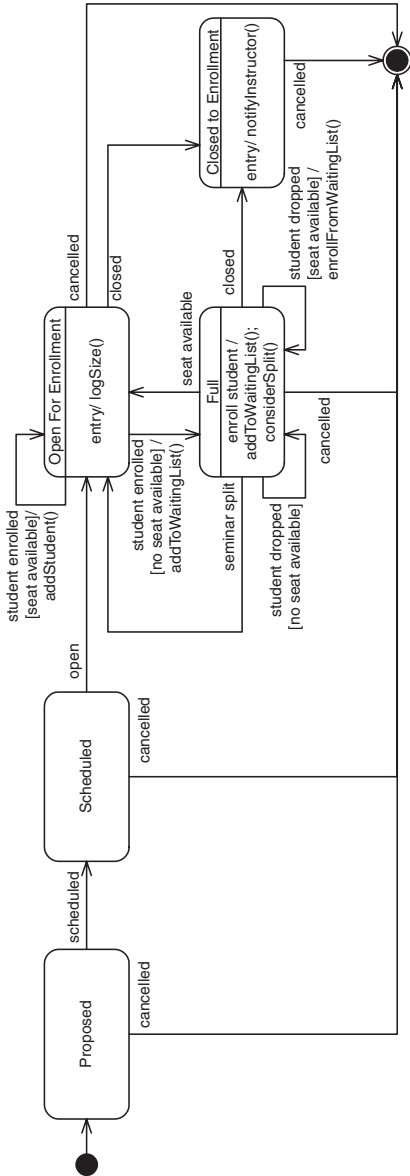 Proposed
cancelled
scheduled
Scheduled
cancelled
open
student enrolled
[seat available]/
addStudent()
Open For Enrollment
entry/ logSize()
cancelled
closed
student enrolled
[no seat available] /
addToWaitingList()
seat available
seminar split
Full
enroll student /
addToWaitingList();
considerSplit()
closed
student dropped
[no seat available]
cancelled
student dropped
[seat available] /
enrollFromWaitingList()
Closed to Enrollment
entry/ notifyInstructor()
cancelled